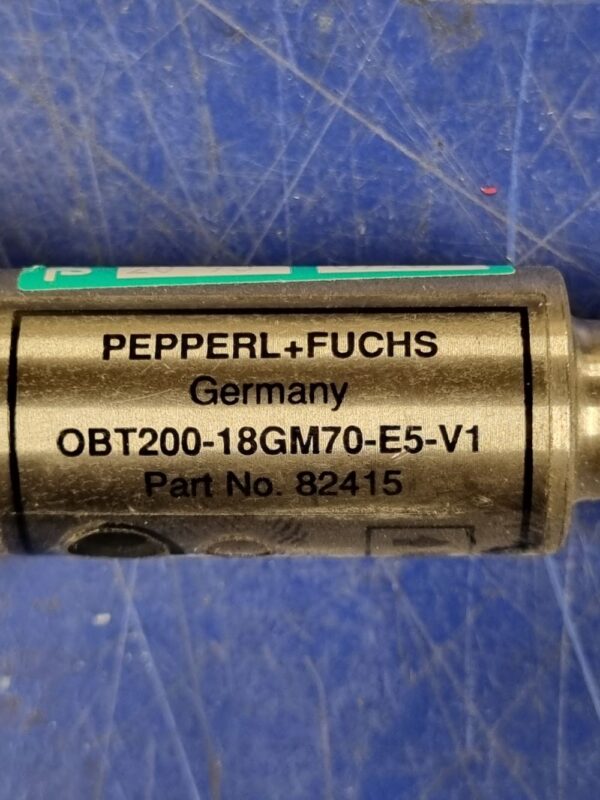 PEPPERL+FUCHS
Germany
OBT200-18GM70-E5-V1
Part No. 82415